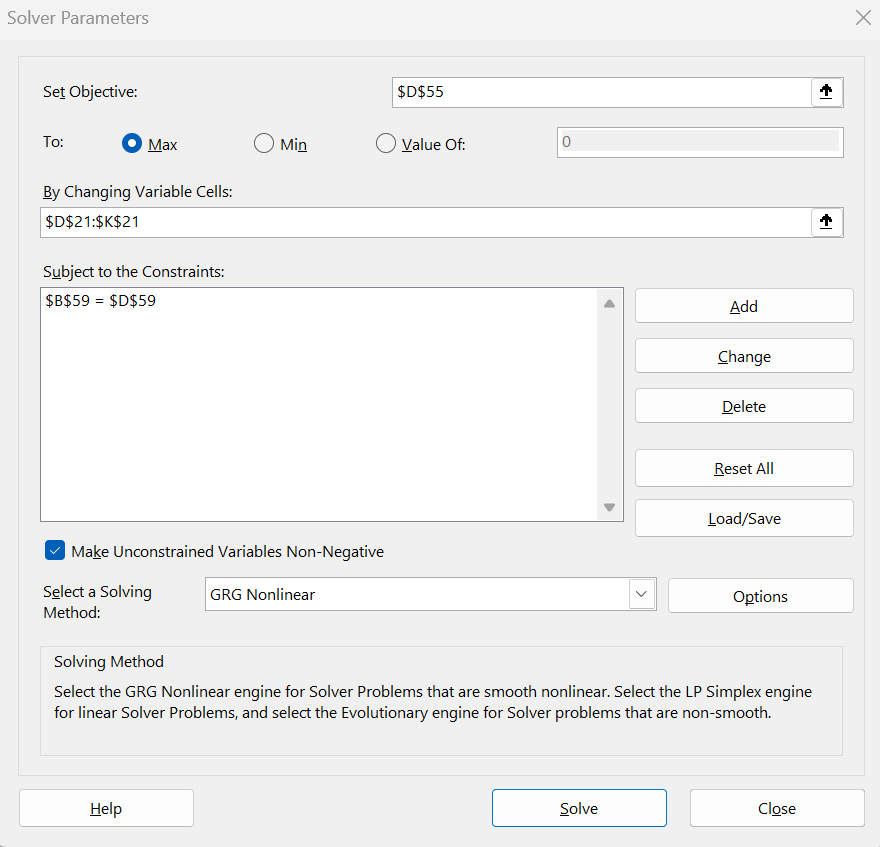 Solver Parameters
Set Objective:
$D$55
To:
Max
Min
Value Of:
0
By Changing Variable Cells:
$D$21:$K$21
Subject to the Constraints:
$B$59 = $D$59
Add
Change
Delete
Reset All
Load/Save
Make Unconstrained Variables Non-Negative
Select a Solving
Method:
GRG Nonlinear
Options
Solving Method
Select the GRG Nonlinear engine for Solver Problems that are smooth nonlinear. Select the LP Simplex engine
for linear Solver Problems, and select the Evolutionary engine for Solver problems that are non-smooth.
Help
Solve
Close